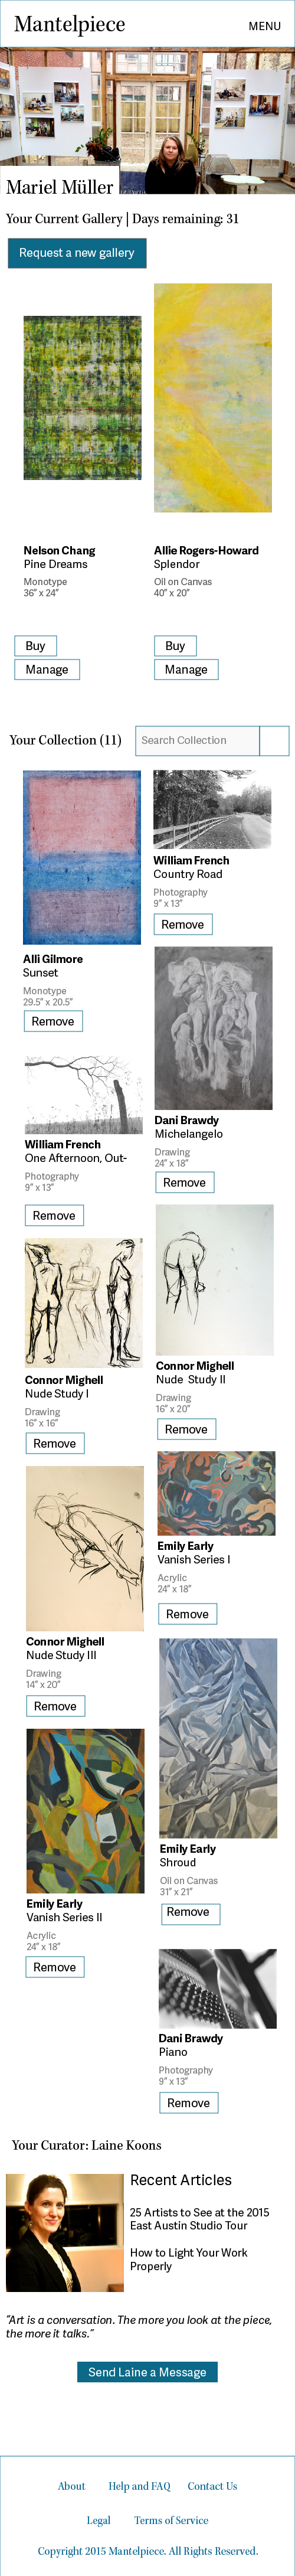 Mantelpiece
MENU
Mariel Müller
Your Current Gallery | Days remaining: 31
Request a new gallery
Nelson Chang
Pine Dreams
Monotype
36” x 24”
Buy
Manage
Allie Rogers-Howard
Splendor
Oil on Canvas
40” x 20”
Buy
Manage
Your Collection (11)
Search Collection
Alli Gilmore
Sunset
Monotype
29.5” x 20.5”
Remove
William French
Country Road
Photography
9” x 13”
Remove
William French
One Afternoon, Out-
Photography
9” x 13”
Remove
Dani Brawdy
Michelangelo
Drawing
24” x 18”
Remove
Connor Mighell
Nude Study I
Drawing
16” x 16”
Remove
Connor Mighell
Nude  Study II
Drawing
16” x 20”
Remove
Connor Mighell
Nude Study III
Drawing
14” x 20”
Remove
Emily Early
Vanish Series I
Acrylic
24” x 18”
Remove
Emily Early
Vanish Series II
Acrylic
24” x 18”
Remove
Emily Early
Shroud
Oil on Canvas
31” x 21”
Remove
Dani Brawdy
Piano
Photography
9” x 13”
Remove
Your Curator: Laine Koons
Recent Articles
25 Artists to See at the 2015
East Austin Studio Tour
How to Light Your Work
Properly
“Art is a conversation. The more you look at the piece,
the more it talks.”
Send Laine a Message
About
Help and FAQ
Contact Us
Legal
Terms of Service
Copyright 2015 Mantelpiece. All Rights Reserved.